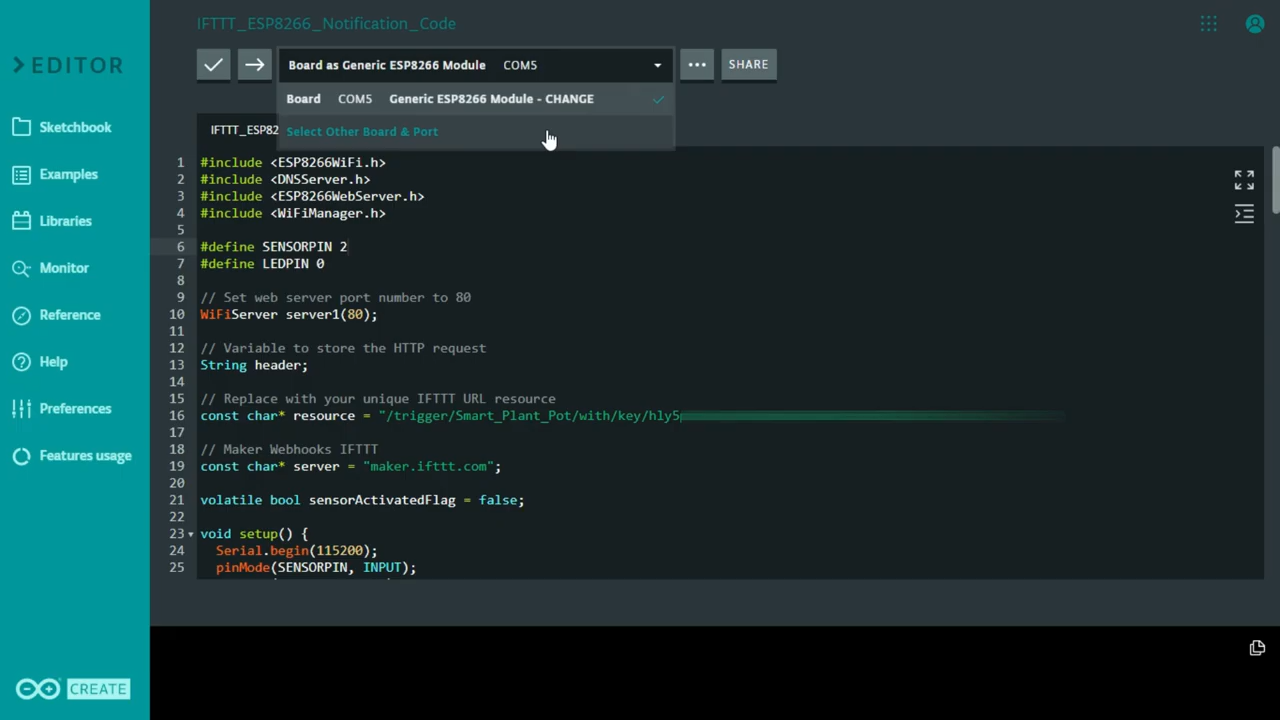 IFTTT_ESP8266_Notification_Code
EDITOR
Board as Generic ESP8266 Module COM5
SHARE
Board COM5 Generic ESP8266 Module - CHANGE
Select Other Board & Port
IFTTT_ESP82
Sketchbook
Examples
Libraries
Monitor
Reference
Help
Preferences
Features usage
CREATE
1 #include <ESP8266WiFi.h>
2 #include <DNSServer.h>
3 #include <ESP8266WebServer.h>
4 #include <WiFiManager.h>
5
6 #define SENSORPIN 2
7 #define LEDPIN 0
8
9 // Set web server port number to 80
10 WiFiServer server1(80);
11
12 // Variable to store the HTTP request
13 String header;
14
15 // Replace with your unique IFTTT URL resource
16 const char* resource = "/trigger/Smart_Plant_Pot/with/key/hly5
17
18 // Maker Webhooks IFTTT
19 const char* server = "maker.ifttt.com";
20
21 volatile bool sensorActivatedFlag = false;
22
23 void setup() {
24 Serial.begin(115200);
25 pinMode(SENSORPIN, INPUT);